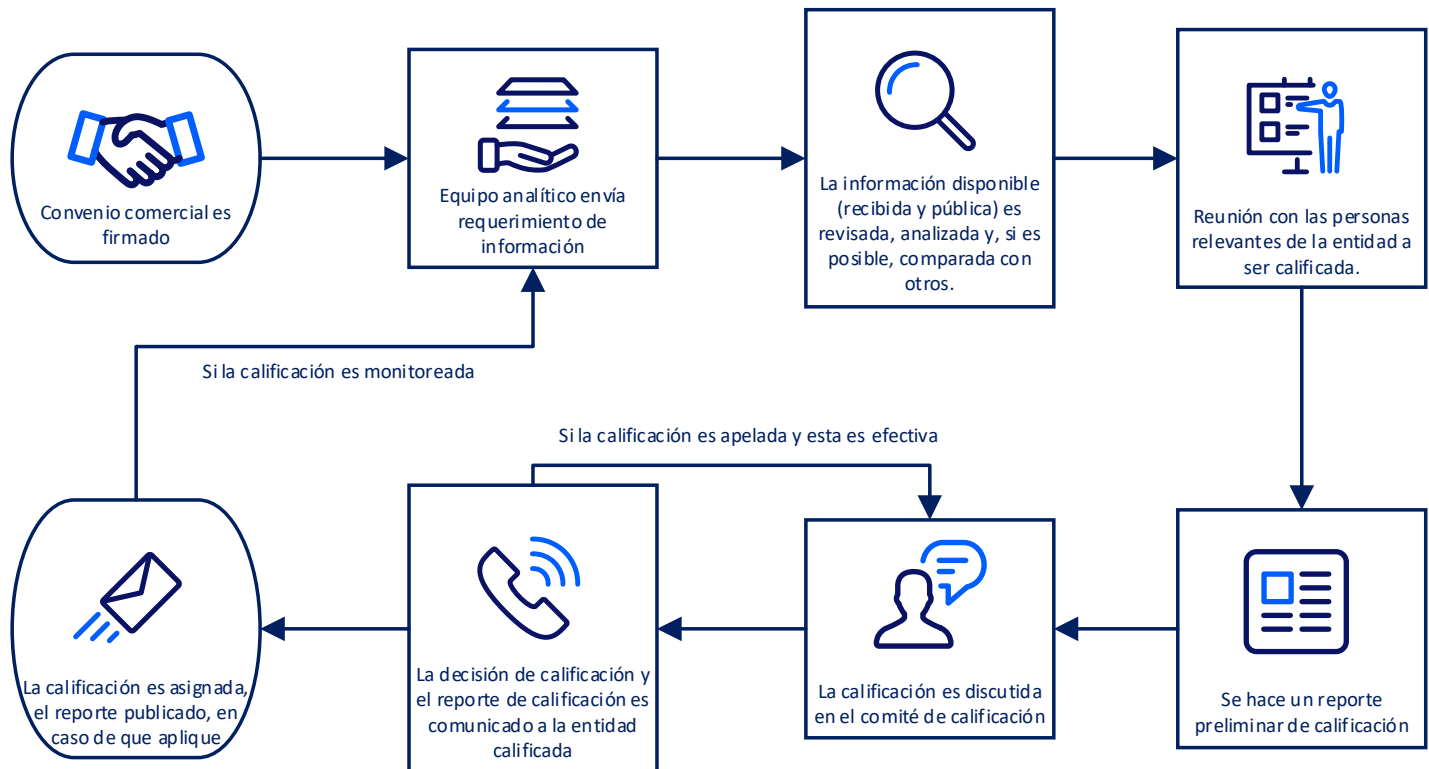 Convenio comercial es
firmado
Equipo analítico envía
requerimiento de
información
La información disponible
(recibida y pública) es
revisada, analizada y, si es
posible, comparada con
otros.
Reunión con las personas
relevantes de la entidad a
ser calificada.
Si la calificación es monitoreada
Si la calificación es apelada y esta es efectiva
La calificación es asignada,
el reporte publicado, en
caso de que aplique
La decisión de calificación y
el reporte de calificación es
comunicado a la entidad
calificada
La calificación es discutida
en el comité de calificación
Se hace un reporte
preliminar de calificación